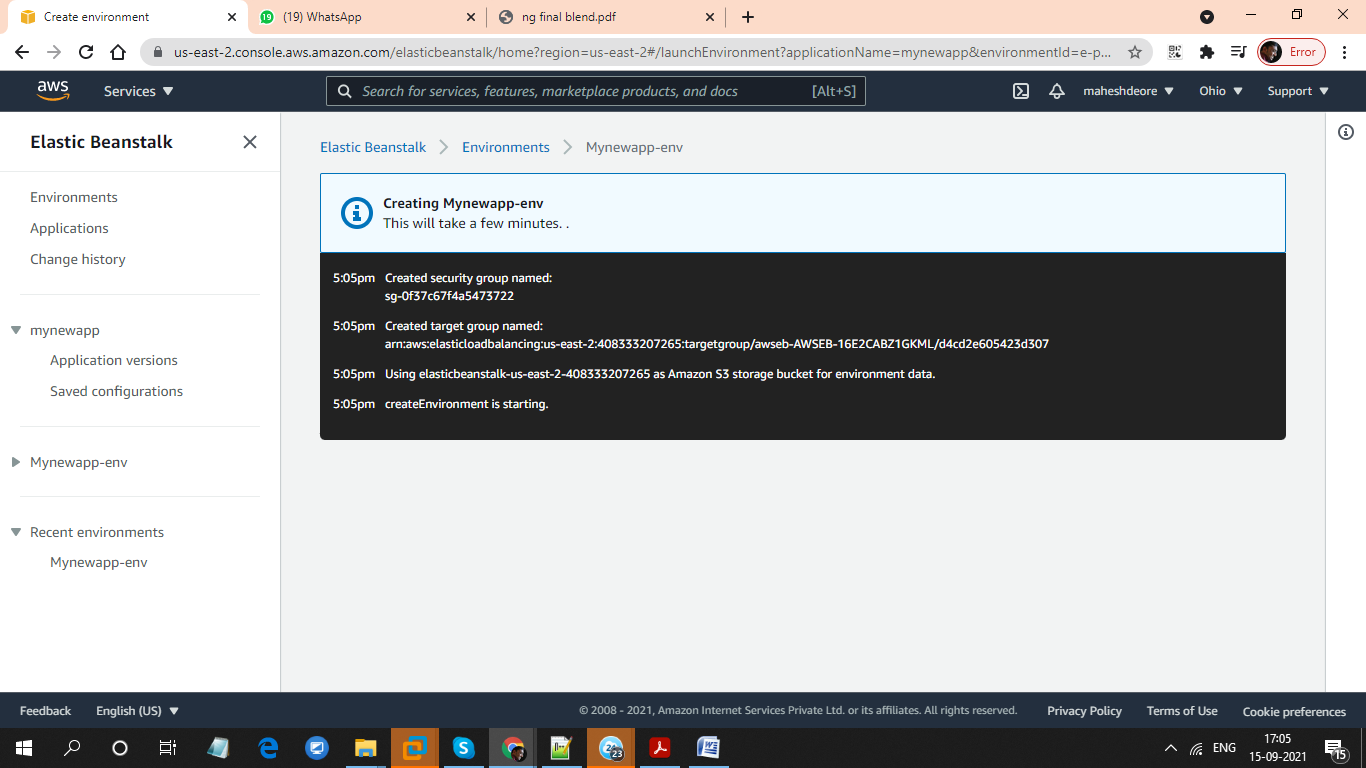 Create environment
(19) WhatsApp
ng final blend.pdf
us-east-2.console.aws.amazon.com/elasticbeanstalk/home?region=us-east-2#/launchEnvironment?applicationName=mynewapp&environmentId=e-p...
Error
aws
Services
Search for services, features, marketplace products, and docs
[Alt+S]
maheshdeore
Ohio
Support
Elastic Beanstalk
Environments
Applications
Change history
mynewapp
Application versions
Saved configurations
Mynewapp-env
Recent environments
Mynewapp-env
Elastic Beanstalk
Environments
Mynewapp-env
Creating Mynewapp-env
This will take a few minutes. .
5:05pm Created security group named:
sg-0f37c67f4a5473722
5:05pm Created target group named:
arn:aws:elasticloadbalancing:us-east-2:408333207265:targetgroup/awseb-AWSEB-16E2CABZ1GKML/d4cd2e605423d307
5:05pm Using elasticbeanstalk-us-east-2-408333207265 as Amazon S3 storage bucket for environment data.
5:05pm createEnvironment is starting.
Feedback
English (US)
© 2008 - 2021, Amazon Internet Services Private Ltd. or its affiliates. All rights reserved.
Privacy Policy
Terms of Use
Cookie preferences
ENG
17:05
15-09-2021
15